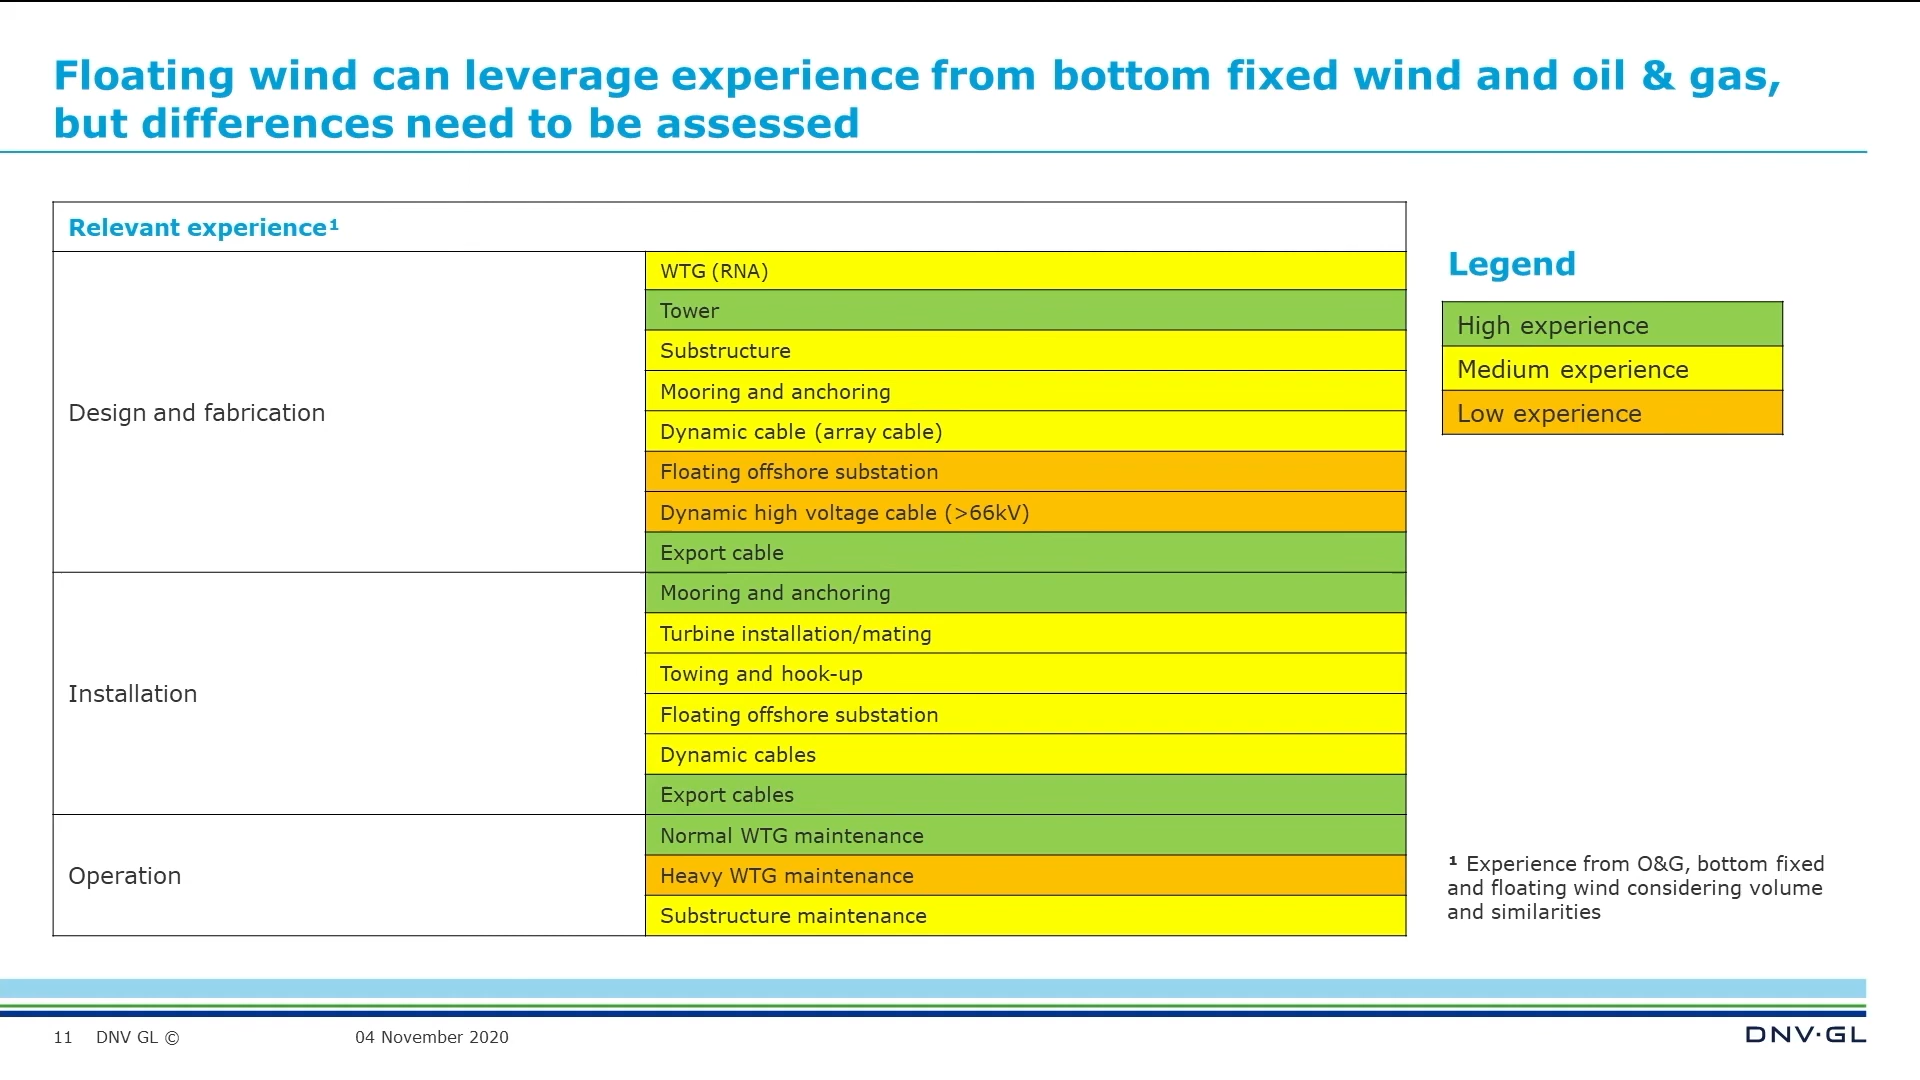 Floating wind can leverage experience from bottom fixed wind and oil & gas,
but differences need to be assessed
Relevant experience¹
Design and fabrication
WTG (RNA)
Tower
Substructure
Mooring and anchoring
Dynamic cable (array cable)
Floating offshore substation
Dynamic high voltage cable (>66kV)
Export cable
Installation
Mooring and anchoring
Turbine installation/mating
Towing and hook-up
Floating offshore substation
Dynamic cables
Export cables
Operation
Normal WTG maintenance
Heavy WTG maintenance
Substructure maintenance
Legend
High experience
Medium experience
Low experience
¹ Experience from O&G, bottom fixed
and floating wind considering volume
and similarities
11 DNV GL © 04 November 2020
DNV·GL